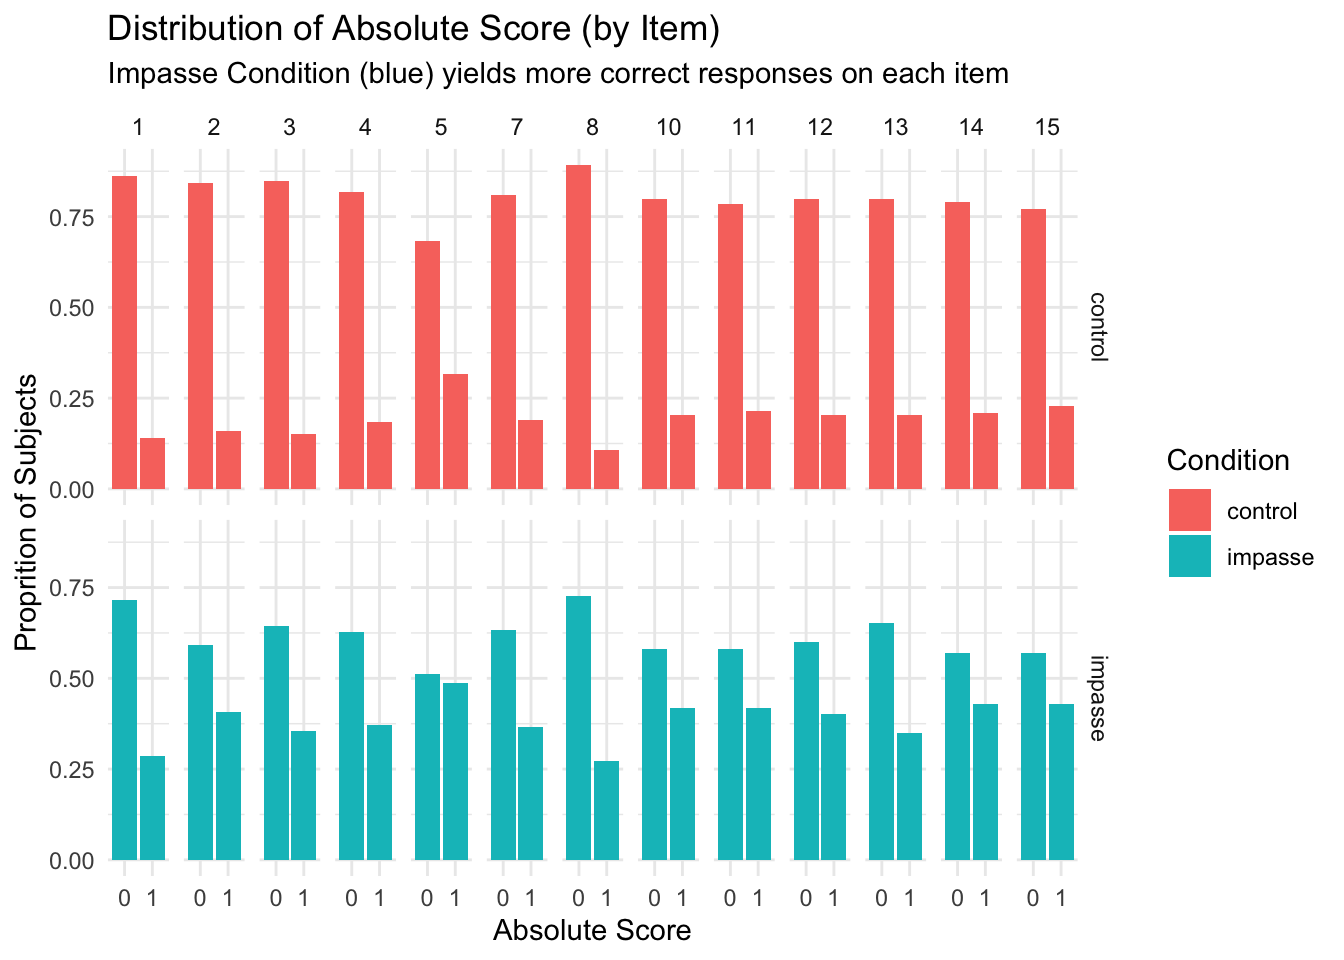 Distribution of Absolute Score (by Item)
Impasse Condition (blue) yields more correct responses on each item
1 2 3 4 5 7 8 10 11 12 13 14 15
0.75
0.50
0.25
0.00
control
Proprition of Subjects
0.75
0.50
0.25
0.00
impasse
0 1 0 1 0 1 0 1 0 1 0 1 0 1 0 1 0 1 0 1 0 1 0 1 0 1
Absolute Score
Condition
control
impasse